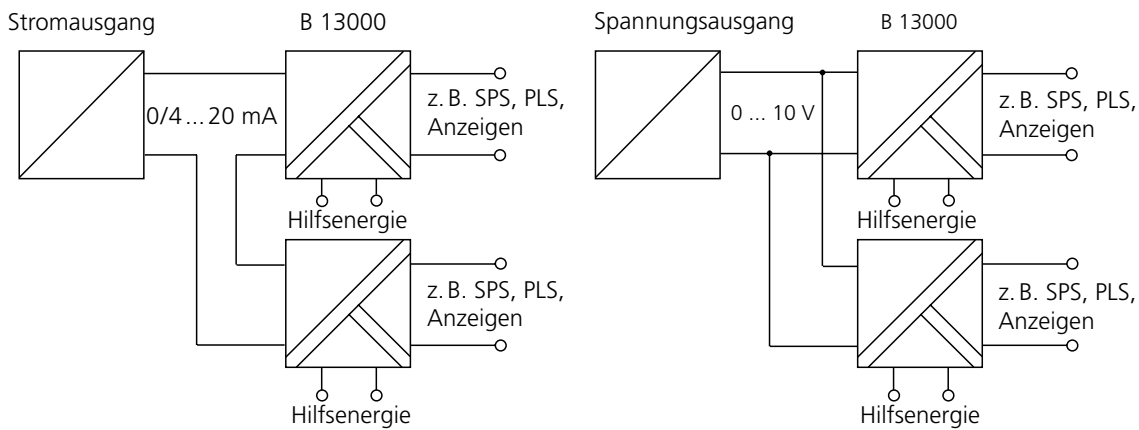 Stromausgang
B 13000
0/4 ... 20 mA
z. B. SPS, PLS,
Anzeigen
Hilfsenergie
z. B. SPS, PLS,
Anzeigen
Hilfsenergie
Spannungsausgang
B 13000
0 ... 10 V
z. B. SPS, PLS,
Anzeigen
Hilfsenergie
z. B. SPS, PLS,
Anzeigen
Hilfsenergie